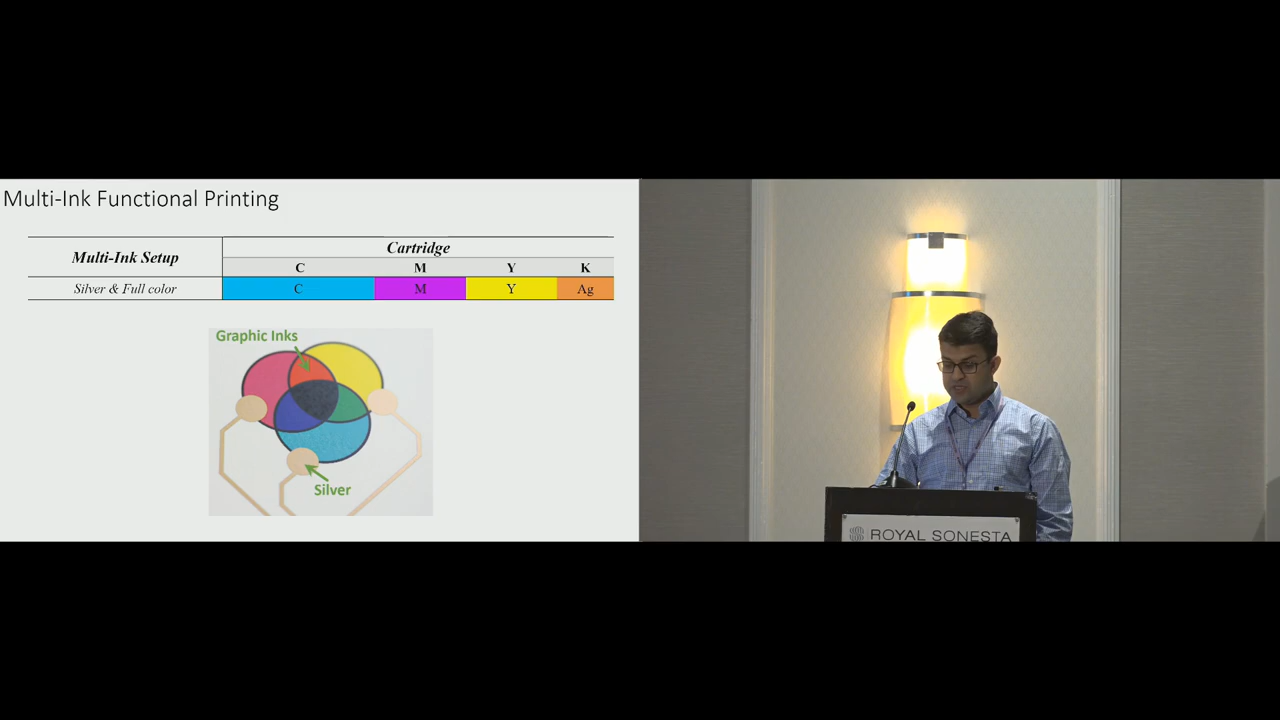 Multi-Ink Functional Printing
Multi-Ink Setup
Cartridge
C M Y K
Silver & Full color C M Y Ag
Graphic Inks
Silver
ROYAL SONESTA